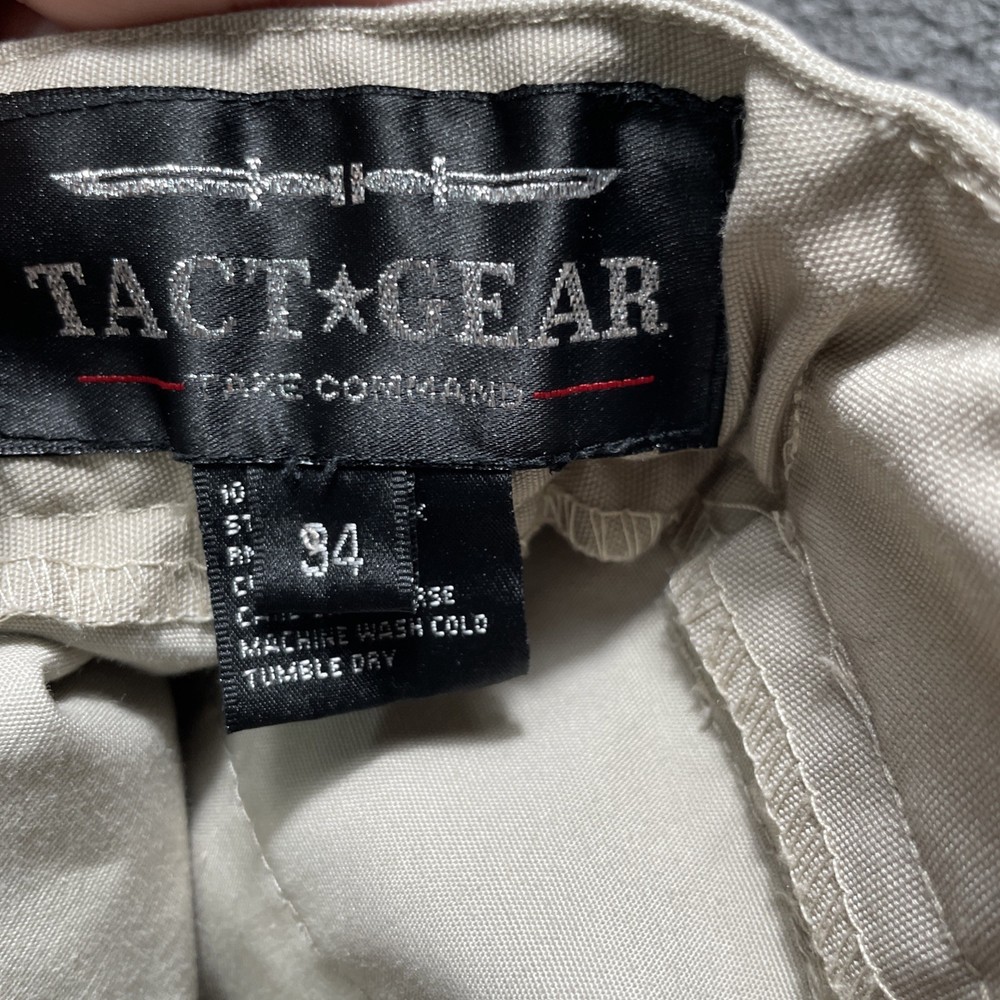 TACT★GEAR
TAKE COMMAND
34
MACHINE WASH COLD
TUMBLE DRY